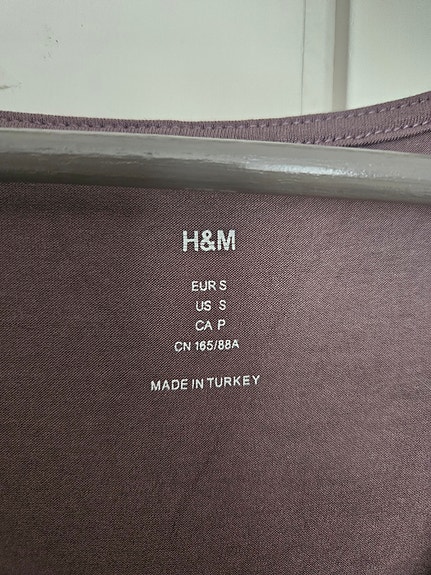 H&M
EUR S
US S
CA P
CN 165/88A
MADE IN TURKEY